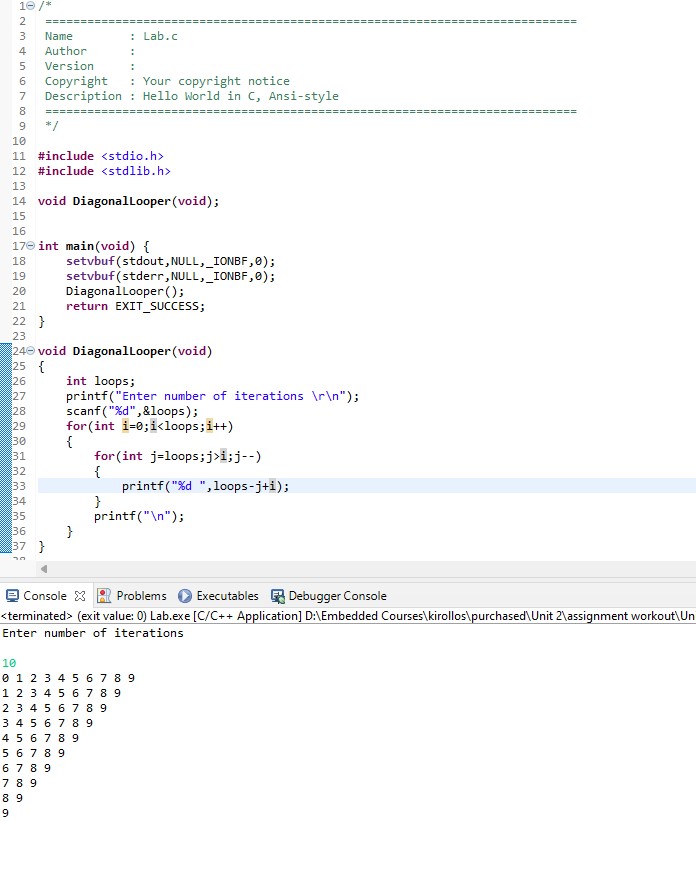 1 /*
2 ============================================================================
3 Name        : Lab.c
4 Author      :
5 Version     :
6 Copyright   : Your copyright notice
7 Description : Hello World in C, Ansi-style
8 ============================================================================
9 */
10
11 #include <stdio.h>
12 #include <stdlib.h>
13
14 void DiagonalLooper(void);
15
16
17 int main(void) {
18     setvbuf(stdout,NULL,_IONBF,0);
19     setvbuf(stderr,NULL,_IONBF,0);
20     DiagonalLooper();
21     return EXIT_SUCCESS;
22 }
23
24 void DiagonalLooper(void)
25 {
26     int loops;
27     printf("Enter number of iterations \r\n");
28     scanf("%d",&loops);
29     for(int i=0;i<loops;i++)
30     {
31         for(int j=loops;j>i;j--)
32         {
33             printf("%d ",loops-j+i);
34         }
35         printf("\n");
36     }
37 }
Console Problems Executables Debugger Console
<terminated> (exit value: 0) Lab.exe [C/C++ Application] D:\Embedded Courses\kirollos\purchased\Unit 2\assignment workout\Un
Enter number of iterations
10
0 1 2 3 4 5 6 7 8 9
1 2 3 4 5 6 7 8 9
2 3 4 5 6 7 8 9
3 4 5 6 7 8 9
4 5 6 7 8 9
5 6 7 8 9
6 7 8 9
7 8 9
8 9
9